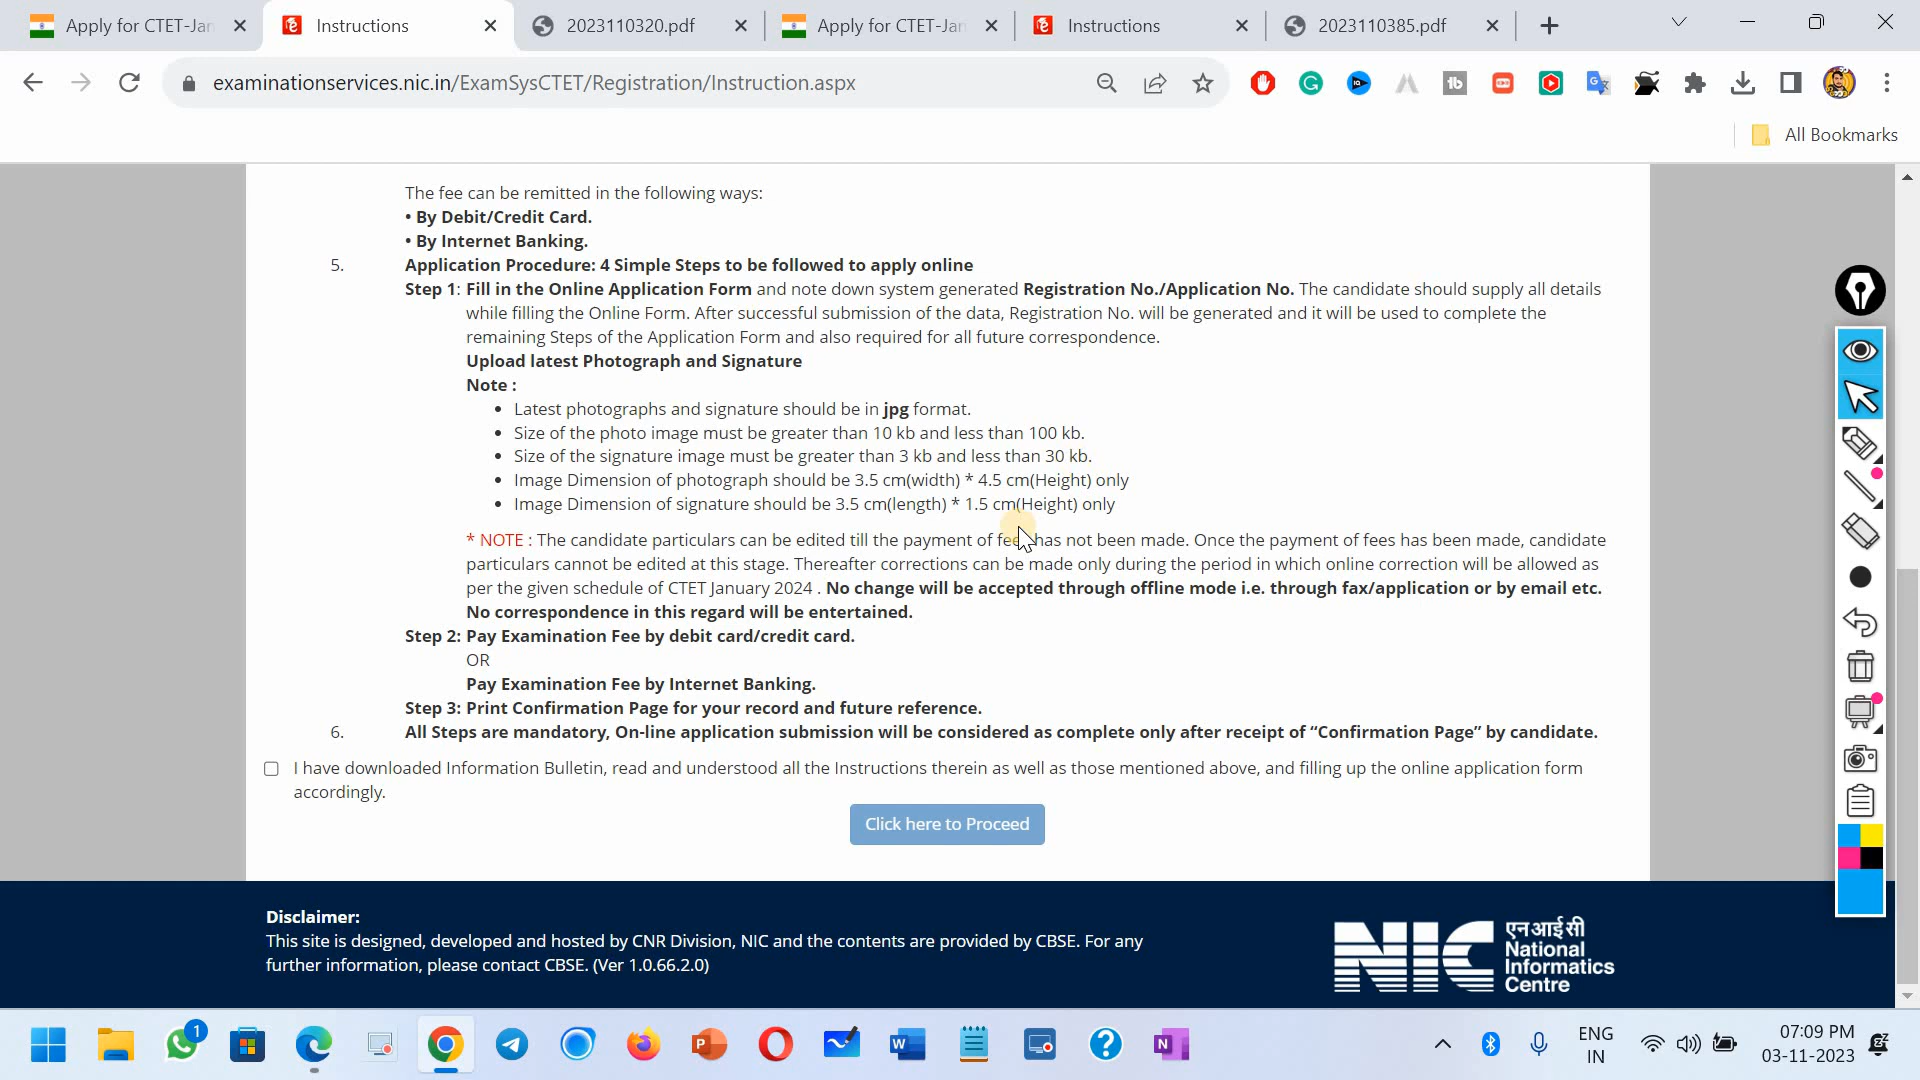 Apply for CTET-Jan
Instructions
2023110320.pdf
Apply for CTET-Jan
Instructions
2023110385.pdf
examinationservices.nic.in/ExamSysCTET/Registration/Instruction.aspx
All Bookmarks
The fee can be remitted in the following ways:
• By Debit/Credit Card.
• By Internet Banking.
5. Application Procedure: 4 Simple Steps to be followed to apply online
Step 1: Fill in the Online Application Form and note down system generated Registration No./Application No. The candidate should supply all details
while filling the Online Form. After successful submission of the data, Registration No. will be generated and it will be used to complete the
remaining Steps of the Application Form and also required for all future correspondence.
Upload latest Photograph and Signature
Note :
• Latest photographs and signature should be in jpg format.
• Size of the photo image must be greater than 10 kb and less than 100 kb.
• Size of the signature image must be greater than 3 kb and less than 30 kb.
• Image Dimension of photograph should be 3.5 cm(width) * 4.5 cm(Height) only
• Image Dimension of signature should be 3.5 cm(length) * 1.5 cm(Height) only
* NOTE : The candidate particulars can be edited till the payment of fee has not been made. Once the payment of fees has been made, candidate
particulars cannot be edited at this stage. Thereafter corrections can be made only during the period in which online correction will be allowed as
per the given schedule of CTET January 2024 . No change will be accepted through offline mode i.e. through fax/application or by email etc.
No correspondence in this regard will be entertained.
Step 2: Pay Examination Fee by debit card/credit card.
OR
Pay Examination Fee by Internet Banking.
Step 3: Print Confirmation Page for your record and future reference.
6. All Steps are mandatory, On-line application submission will be considered as complete only after receipt of “Confirmation Page” by candidate.
I have downloaded Information Bulletin, read and understood all the Instructions therein as well as those mentioned above, and filling up the online application form
accordingly.
Click here to Proceed
Disclaimer:
This site is designed, developed and hosted by CNR Division, NIC and the contents are provided by CBSE. For any
further information, please contact CBSE. (Ver 1.0.66.2.0)
NIC
एनआईसी
National
Informatics
Centre
1
ENG
IN
07:09 PM
03-11-2023